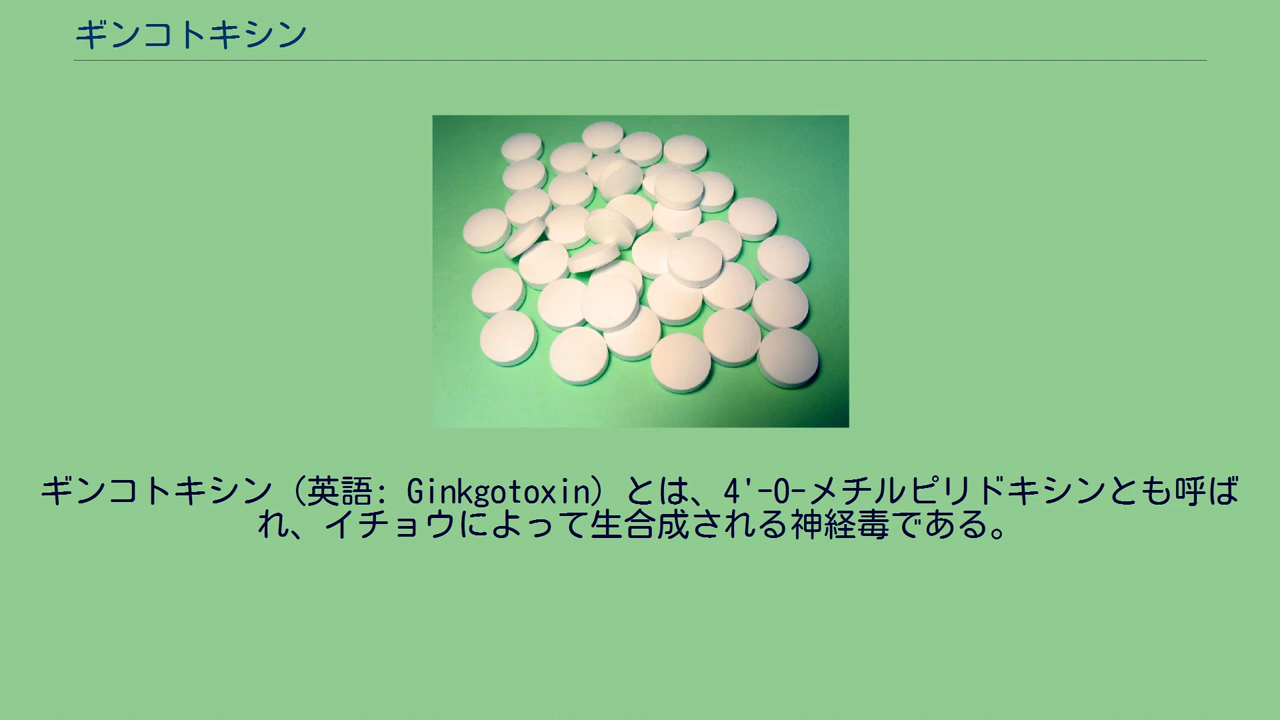 ギンコトキシン
ギンコトキシン（英語: Ginkgotoxin）とは、4'-O-メチルピリドキシンとも呼ば
れ、イチョウによって生合成される神経毒である。